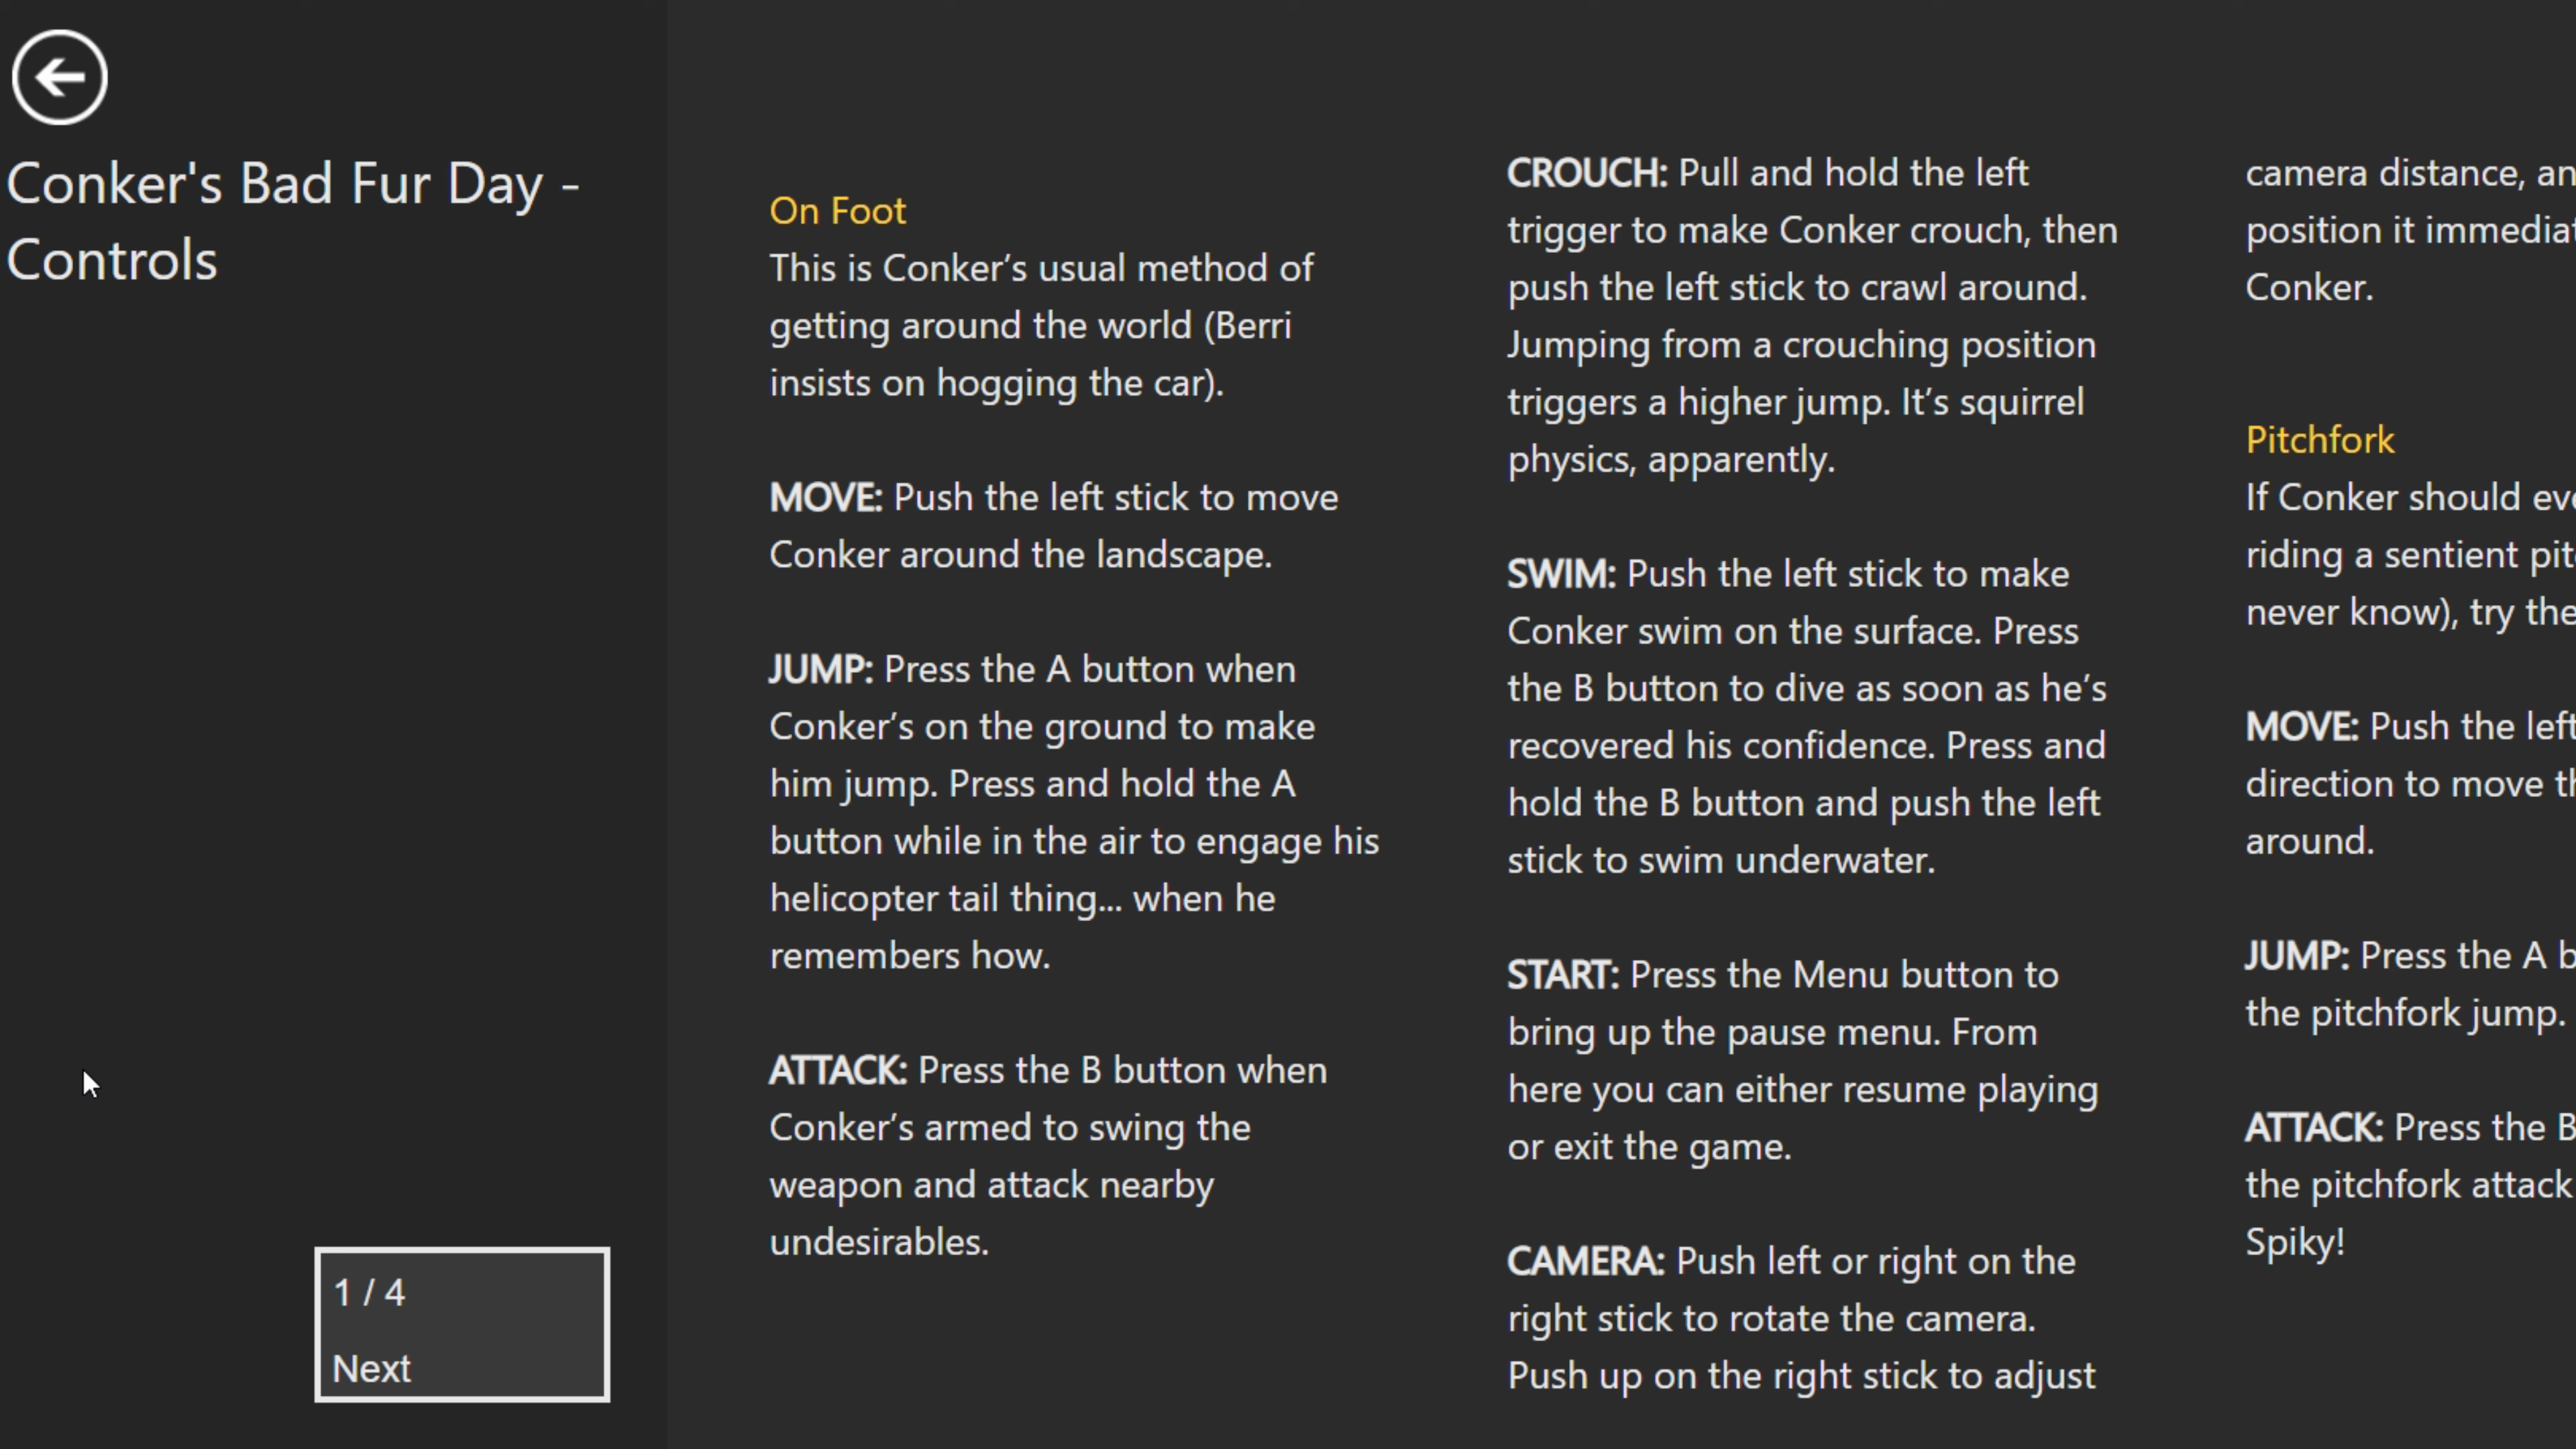 Conker's Bad Fur Day -
Controls
On Foot
This is Conker’s usual method of
getting around the world (Berri
insists on hogging the car).
MOVE: Push the left stick to move
Conker around the landscape.
JUMP: Press the A button when
Conker’s on the ground to make
him jump. Press and hold the A
button while in the air to engage his
helicopter tail thing... when he
remembers how.
ATTACK: Press the B button when
Conker’s armed to swing the
weapon and attack nearby
undesirables.
CROUCH: Pull and hold the left
trigger to make Conker crouch, then
push the left stick to crawl around.
Jumping from a crouching position
triggers a higher jump. It’s squirrel
physics, apparently.
SWIM: Push the left stick to make
Conker swim on the surface. Press
the B button to dive as soon as he’s
recovered his confidence. Press and
hold the B button and push the left
stick to swim underwater.
START: Press the Menu button to
bring up the pause menu. From
here you can either resume playing
or exit the game.
CAMERA: Push left or right on the
right stick to rotate the camera.
Push up on the right stick to adjust
camera distance,
position it
Conker.
Pitchfork
If Conker should
riding a sentient
never know), try
MOVE: Push the left
direction to move
around.
JUMP: Press the A
the pitchfork jump.
ATTACK: Press the B
the pitchfork attack
Spiky!
1 / 4
Next